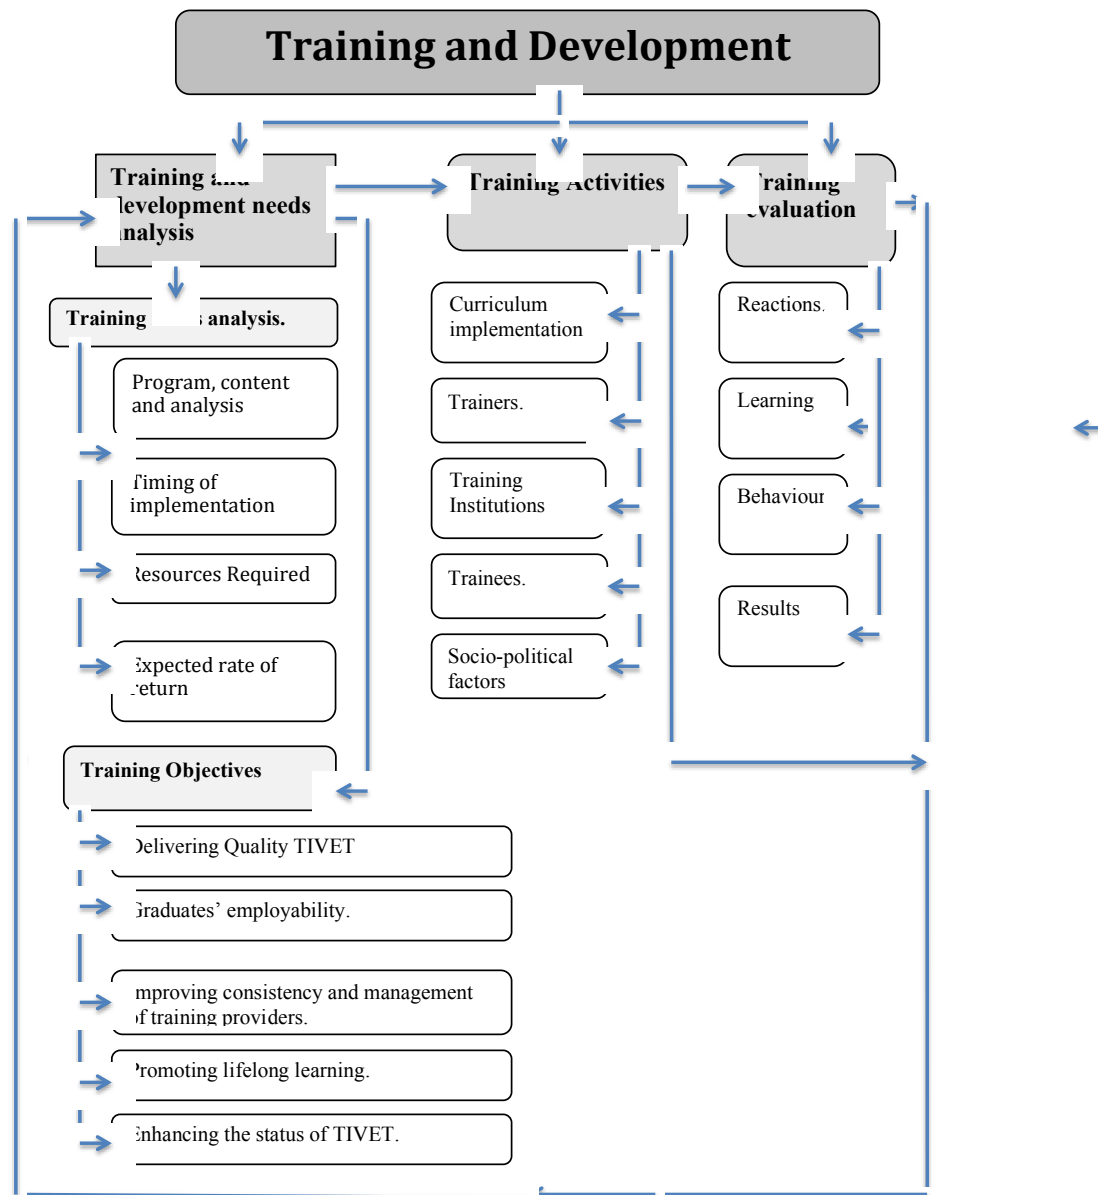 Training and Development
Training and
development needs
analysis
Training Activities
Training
evaluation
Training analysis.
Program, content
and analysis
Timing of
implementation
Resources Required
Expected rate of
return
Curriculum
implementation
Trainers.
Training
Institutions
Trainees.
Socio-political
factors
Reactions.
Learning
Behaviour
Results
Training Objectives
Delivering Quality TIVET
Graduates’ employability.
Improving consistency and management
of training providers.
Promoting lifelong learning.
Enhancing the status of TIVET.